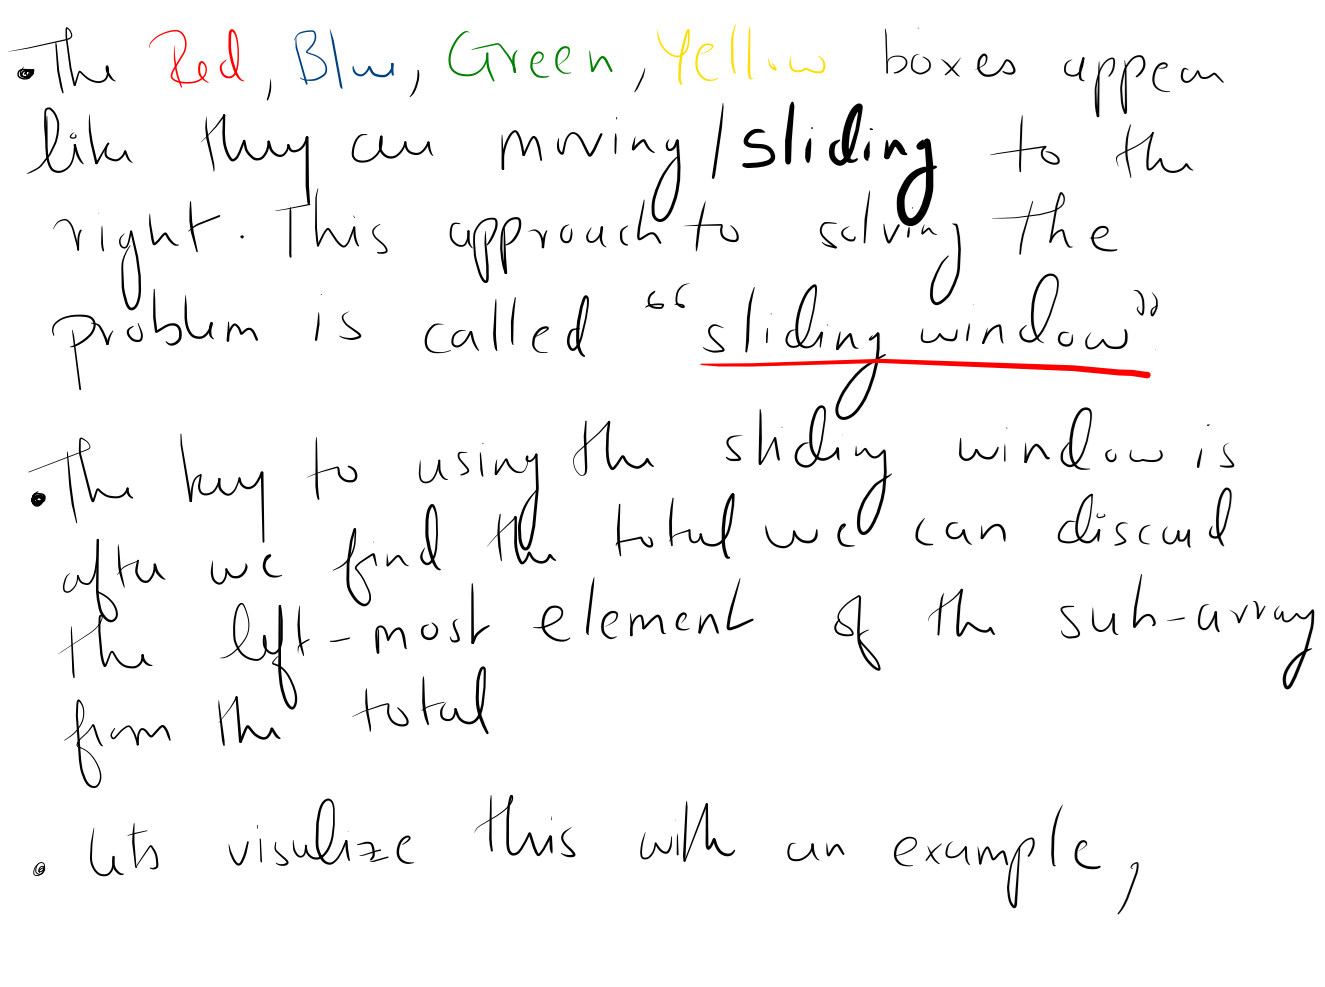 • The Red, Blue, Green, Yellow boxes appear
like they are moving/sliding to the
right. This approach to solving the
problem is called “sliding window”
• The key to using the sliding window is
after we find the total we can discard
the left-most element of the sub-array
from the total
• lets visulize this with an example,